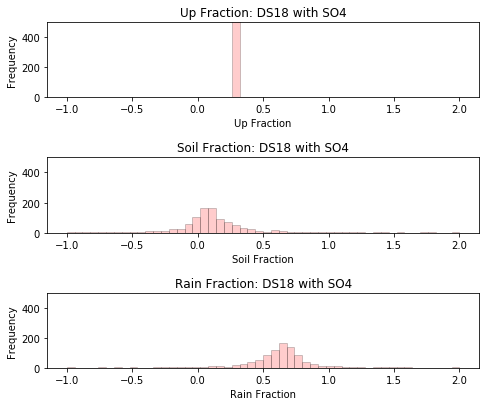 Up Fraction: DS18 with SO4
400
200
0
Frequency
−1.0 −0.5 0.0 0.5 1.0 1.5 2.0
Up Fraction
Soil Fraction: DS18 with SO4
400
200
0
Frequency
−1.0 −0.5 0.0 0.5 1.0 1.5 2.0
Soil Fraction
Rain Fraction: DS18 with SO4
400
200
0
Frequency
−1.0 −0.5 0.0 0.5 1.0 1.5 2.0
Rain Fraction